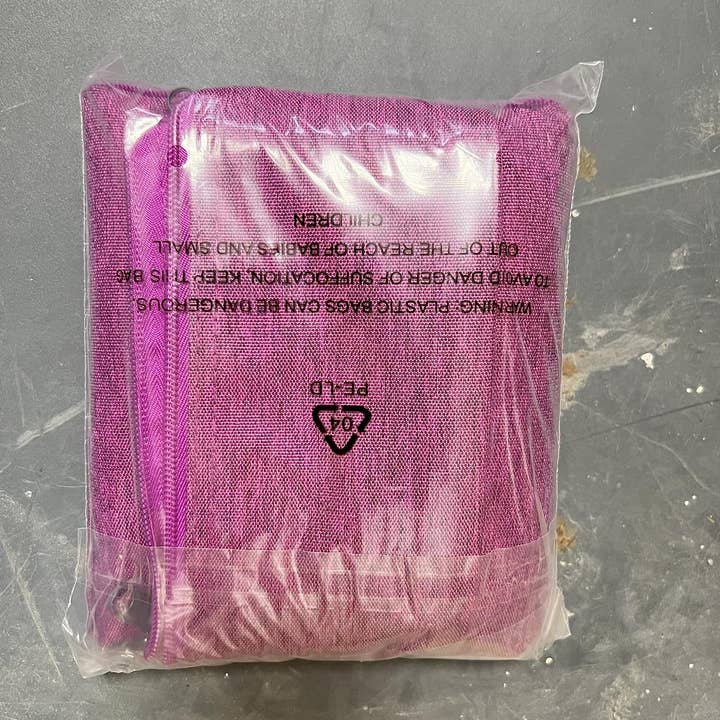 04
PE-LD
WARNING: PLASTIC BAGS CAN BE DANGEROUS.
TO AVOID DANGER OF SUFFOCATION, KEEP THIS BAG
OUT OF THE REACH OF BABIES AND SMALL
CHILDREN